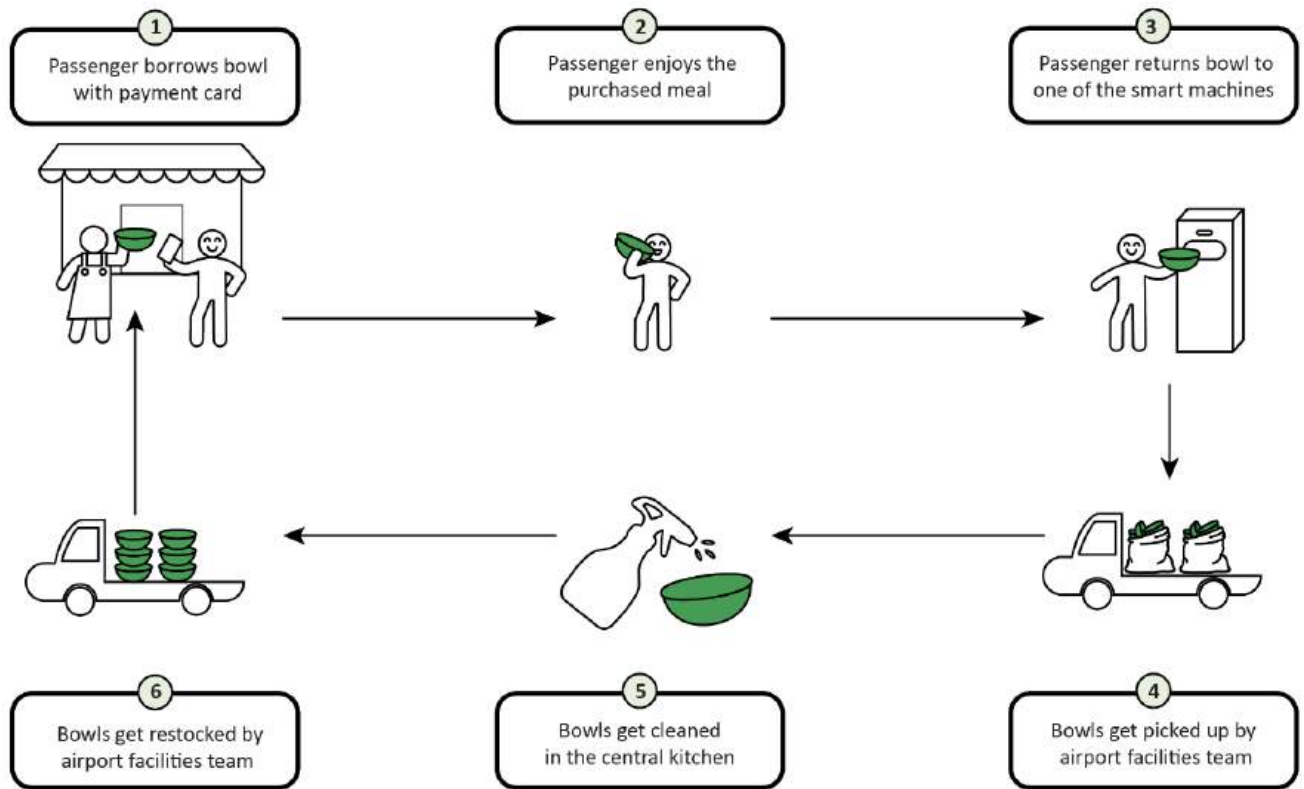 1
Passenger borrows bowl
with payment card
2
Passenger enjoys the
purchased meal
3
Passenger returns bowl to
one of the smart machines
4
Bowls get picked up by
airport facilities team
5
Bowls get cleaned
in the central kitchen
6
Bowls get restocked by
airport facilities team